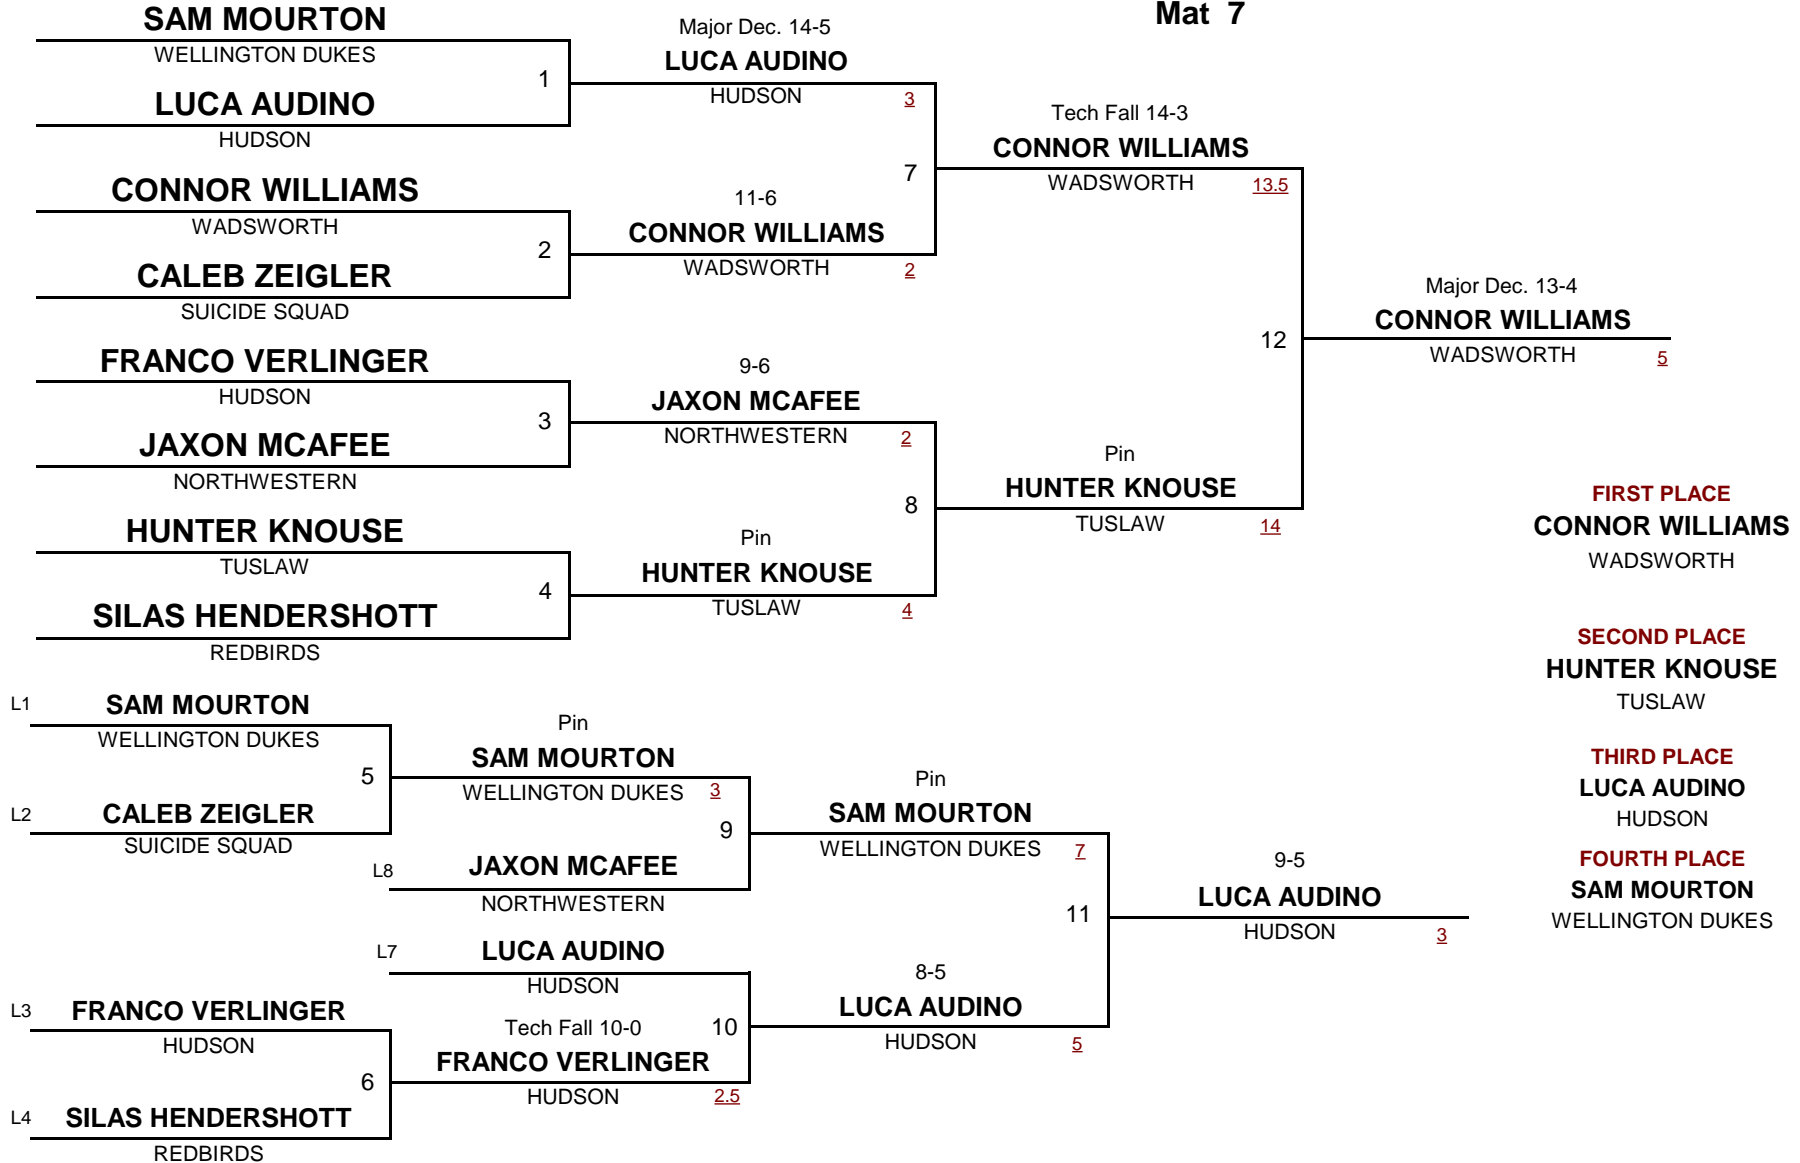 Mat 7
SAM MOURTON
WELLINGTON DUKES
1
LUCA AUDINO
HUDSON
CONNOR WILLIAMS
WADSWORTH
2
CALEB ZEIGLER
SUICIDE SQUAD
FRANCO VERLINGER
HUDSON
3
JAXON MCAFEE
NORTHWESTERN
HUNTER KNOUSE
TUSLAW
4
SILAS HENDERSHOTT
REDBIRDS
Major Dec. 14-5
LUCA AUDINO
HUDSON 3
7
11-6
CONNOR WILLIAMS
WADSWORTH 2
9-6
JAXON MCAFEE
NORTHWESTERN 2
8
Pin
HUNTER KNOUSE
TUSLAW 4
Tech Fall 14-3
CONNOR WILLIAMS
WADSWORTH 13.5
12
Pin
HUNTER KNOUSE
TUSLAW 14
Major Dec. 13-4
CONNOR WILLIAMS
WADSWORTH 5
FIRST PLACE
CONNOR WILLIAMS
WADSWORTH
SECOND PLACE
HUNTER KNOUSE
TUSLAW
THIRD PLACE
LUCA AUDINO
HUDSON
FOURTH PLACE
SAM MOURTON
WELLINGTON DUKES
L1 SAM MOURTON
WELLINGTON DUKES
5
L2 CALEB ZEIGLER
SUICIDE SQUAD
L3 FRANCO VERLINGER
HUDSON
6
L4 SILAS HENDERSHOTT
REDBIRDS
Pin
SAM MOURTON
WELLINGTON DUKES 3
9
L8 JAXON MCAFEE
NORTHWESTERN
L7 LUCA AUDINO
HUDSON
Tech Fall 10-0 10
FRANCO VERLINGER
HUDSON 2.5
Pin
SAM MOURTON
WELLINGTON DUKES 7
11
8-5
LUCA AUDINO
HUDSON 5
9-5
LUCA AUDINO
HUDSON 3